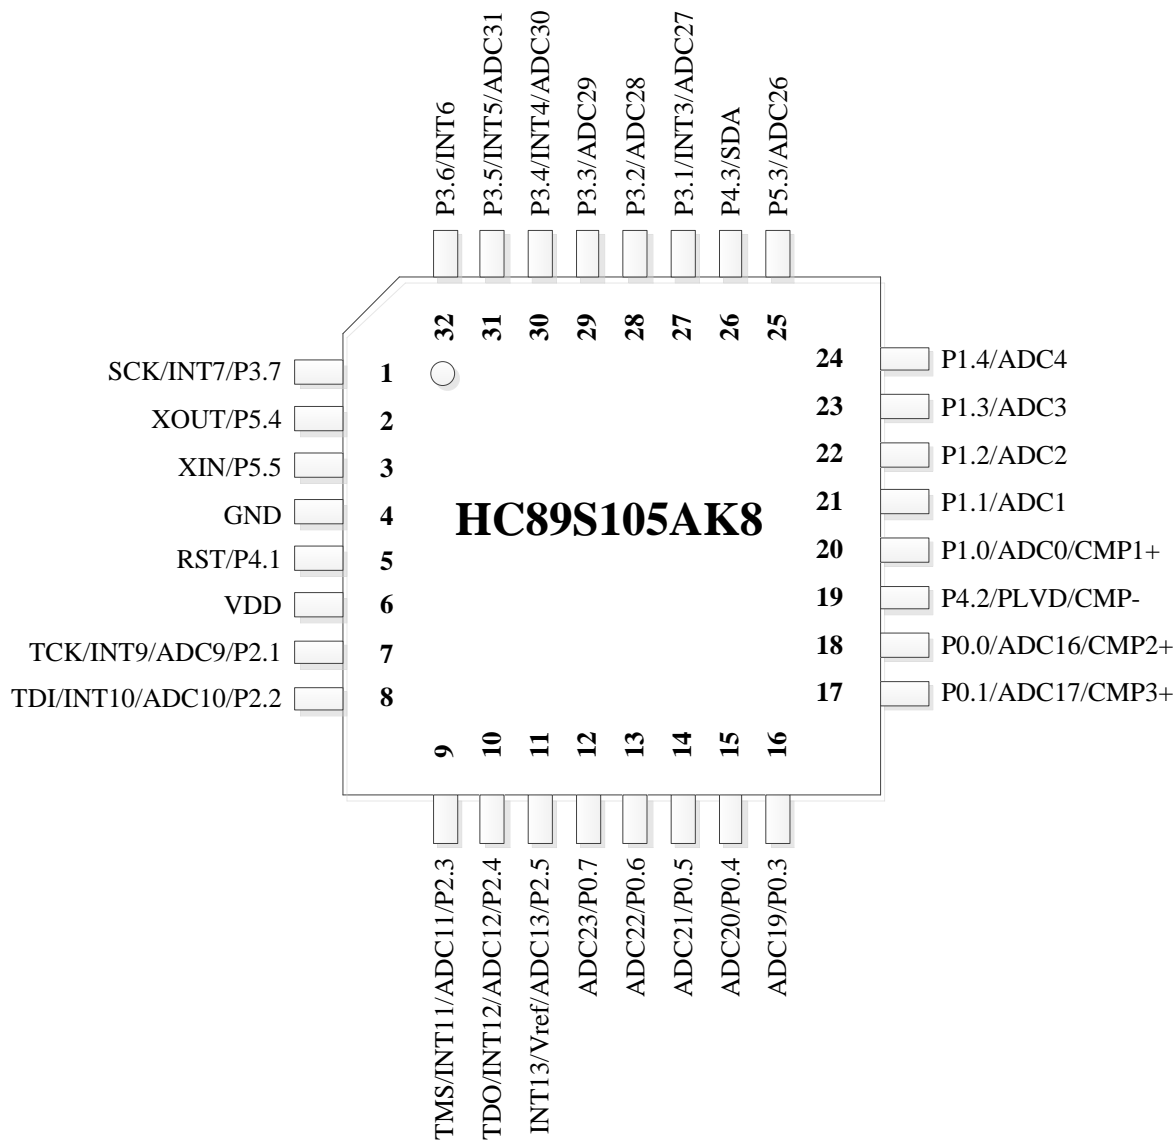 P3.6/INT6
P3.5/INT5/ADC31
P3.4/INT4/ADC30
P3.3/ADC29
P3.2/ADC28
P3.1/INT3/ADC27
P4.3/SDA
P5.3/ADC26
32
31
30
29
28
27
26
25
SCK/INT7/P3.7
1
XOUT/P5.4
2
XIN/P5.5
3
GND
4
RST/P4.1
5
VDD
6
TCK/INT9/ADC9/P2.1
7
TDI/INT10/ADC10/P2.2
8
HC89S105AK8
24
P1.4/ADC4
23
P1.3/ADC3
22
P1.2/ADC2
21
P1.1/ADC1
20
P1.0/ADC0/CMP1+
19
P4.2/PLVD/CMP-
18
P0.0/ADC16/CMP2+
17
P0.1/ADC17/CMP3+
9
10
11
12
13
14
15
16
TMS/INT11/ADC11/P2.3
TDO/INT12/ADC12/P2.4
INT13/Vref/ADC13/P2.5
ADC23/P0.7
ADC22/P0.6
ADC21/P0.5
ADC20/P0.4
ADC19/P0.3